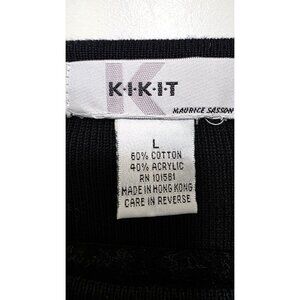 K
K·I·K·I·T
MAURICE SASSON
L
60% COTTON
40% ACRYLIC
RN 101581
MADE IN HONG KONG
CARE IN REVERSE